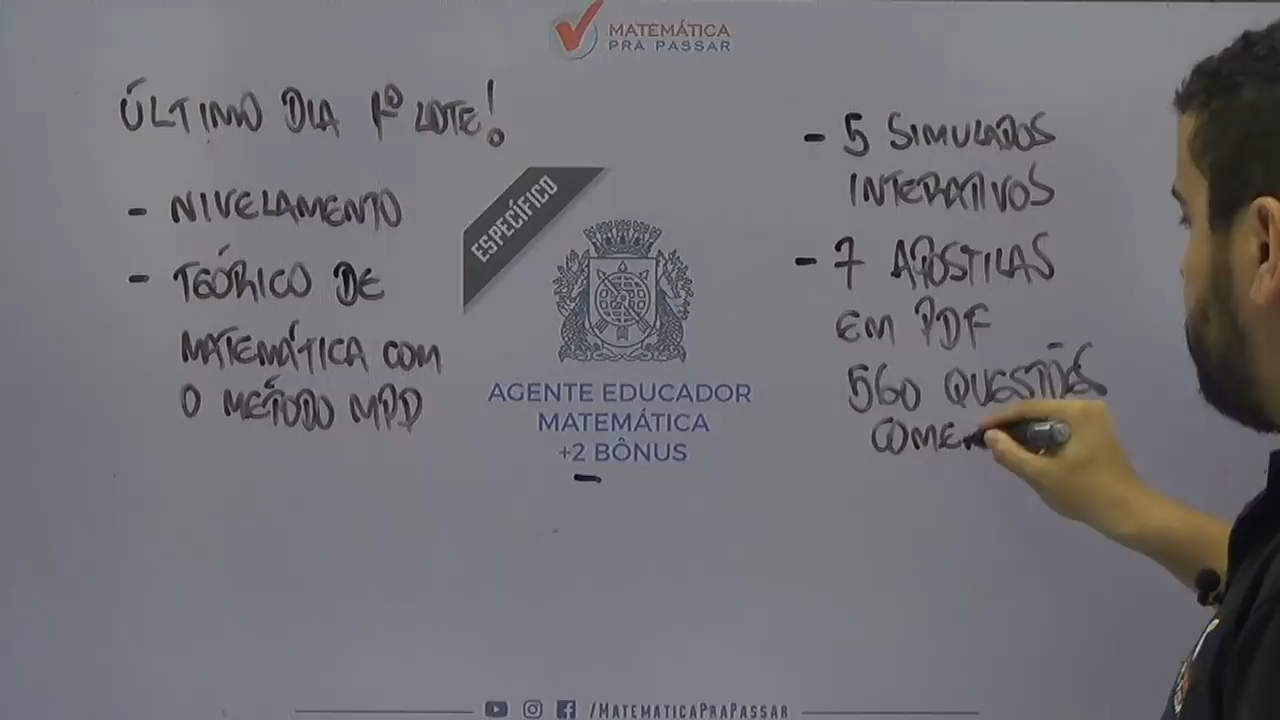 MATEMÁTICA
PRA PASSAR
ÚLTIMO DIA 1º LOTE!
- NIVELAMENTO
- TEÓRICO DE
MATEMÁTICA COM
O MÉTODO MPP
ESPECÍFICO
AGENTE EDUCADOR
MATEMÁTICA
+2 BÔNUS
- 5 SIMULADOS
INTERATIVOS
- 7 APOSTILAS
EM PDF
560 QUESTÕES
COMEN
/MATEMATICAPRAPASSAR